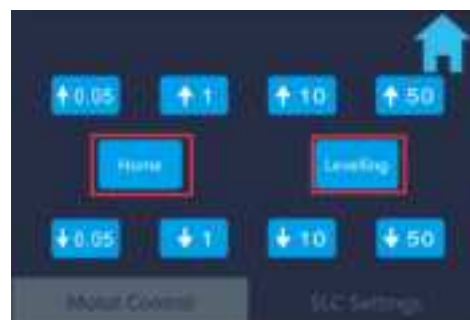 ↑0.05 ↑1 ↑10 ↑50
Home Levelling
↓0.05 ↓1 ↓10 ↓50
Motor Control SLC Settings